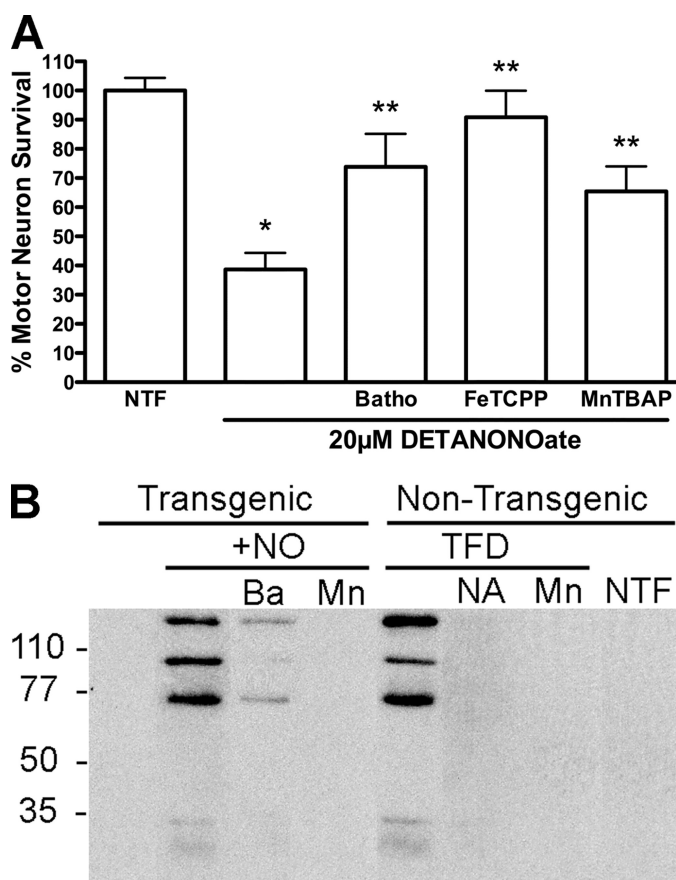 A
% Motor Neuron Survival
110
100
90
80
70
60
50
40
30
20
10
0
*
**
**
**
NTF
Batho FeTCPP MnTBAP
20µM DETANONOate
B
Transgenic Non-Transgenic
+NO TFD
Ba Mn NA Mn NTF
110 -
77 -
50 -
35 -